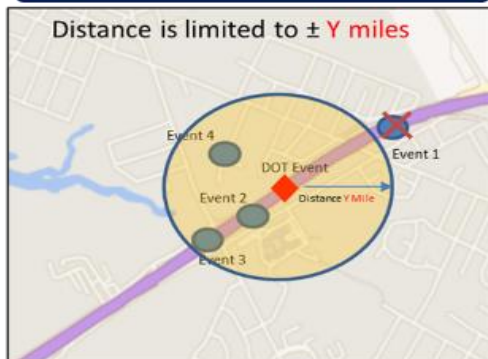 Distance is limited to ± Y miles
Event 4
Event 1
DOT Event
Distance Y Mile
Event 2
Event 3